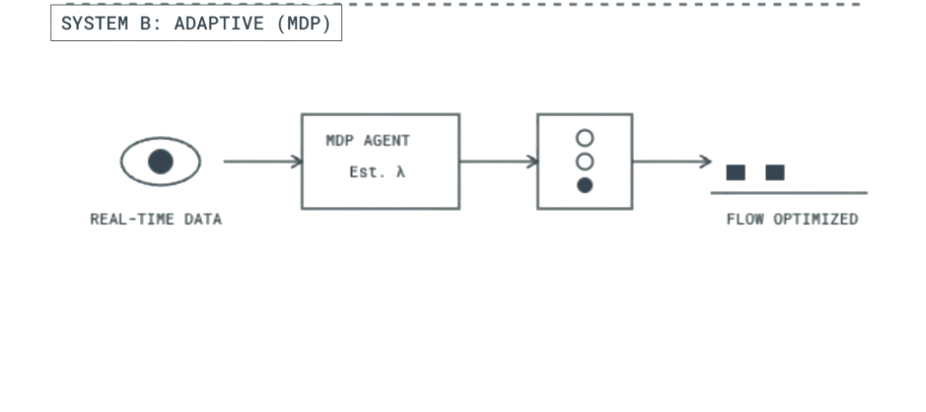 SYSTEM B: ADAPTIVE (MDP)
MDP AGENT
Est. λ
REAL-TIME DATA
FLOW OPTIMIZED